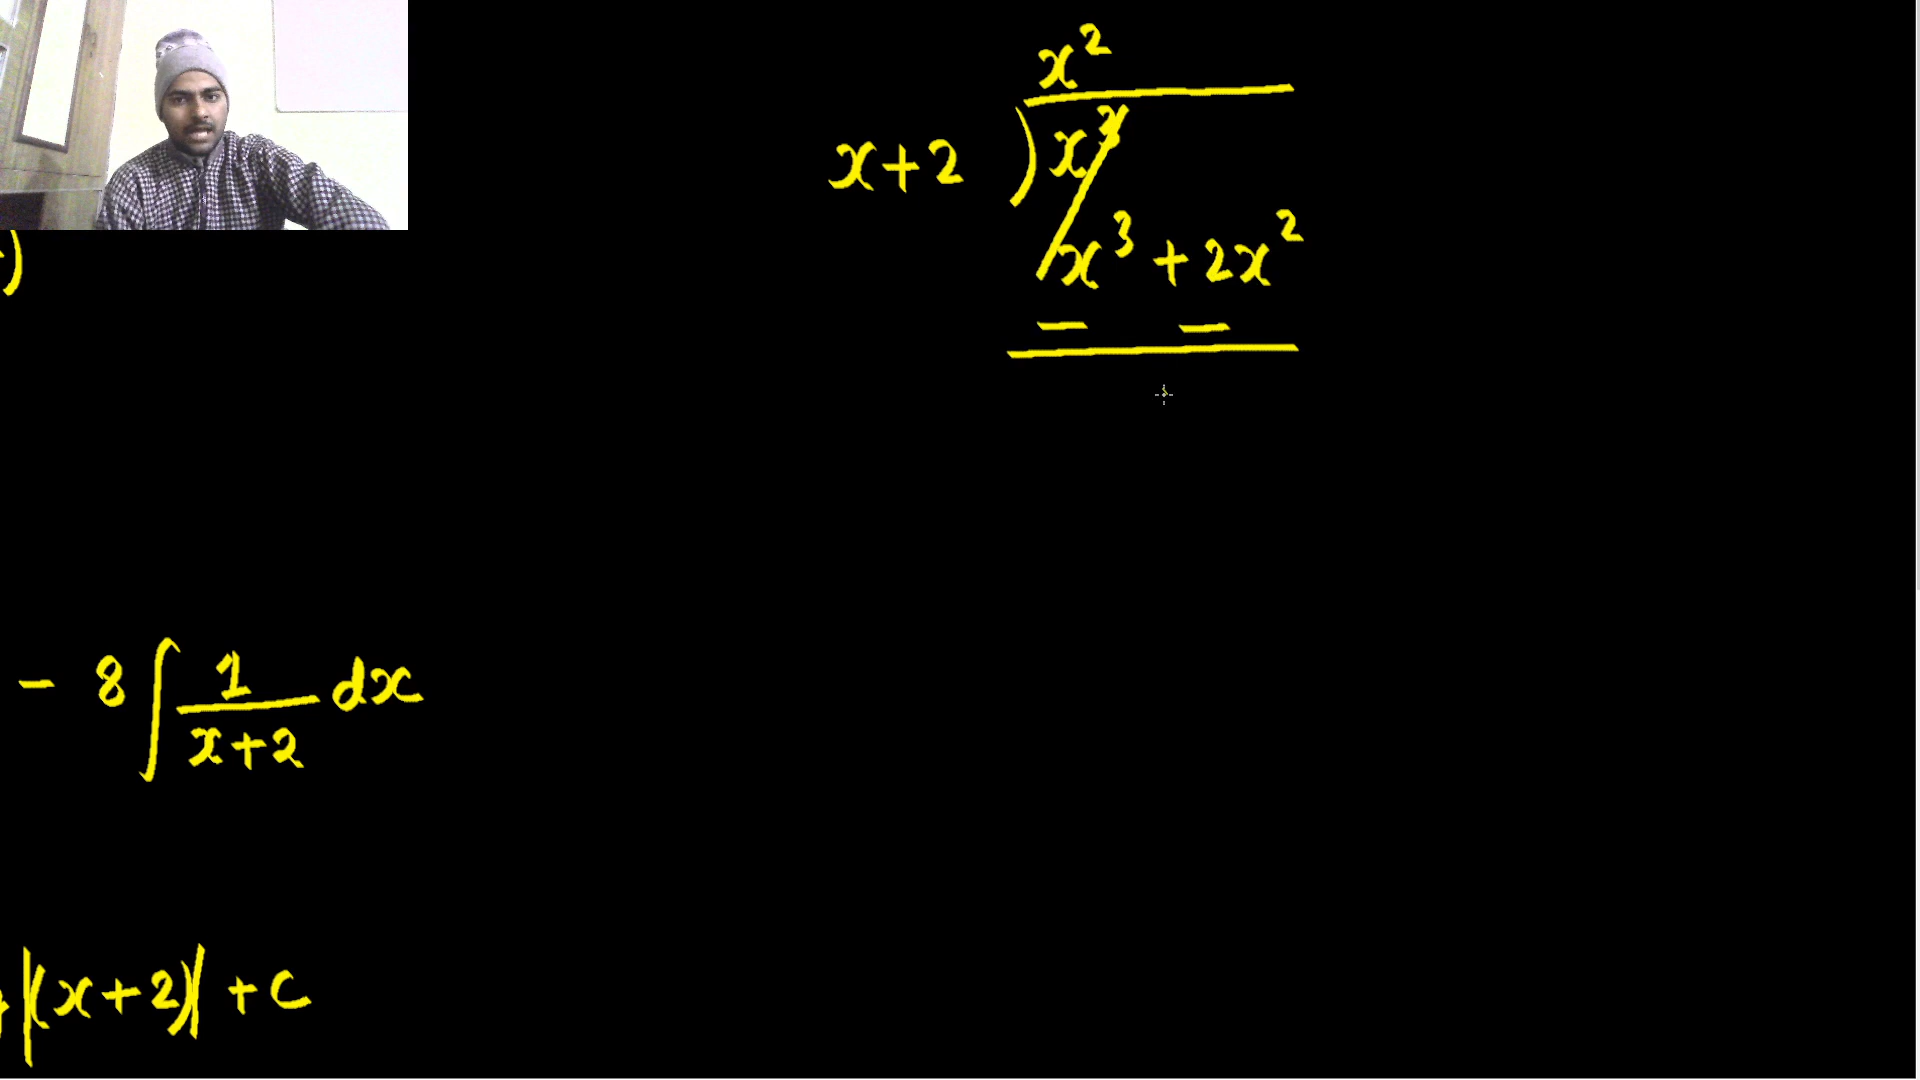 x²
x+2 ) x³
x³ + 2x²
– –
)
- 8 ∫ 1/(x+2) dx
|(x+2)| + c